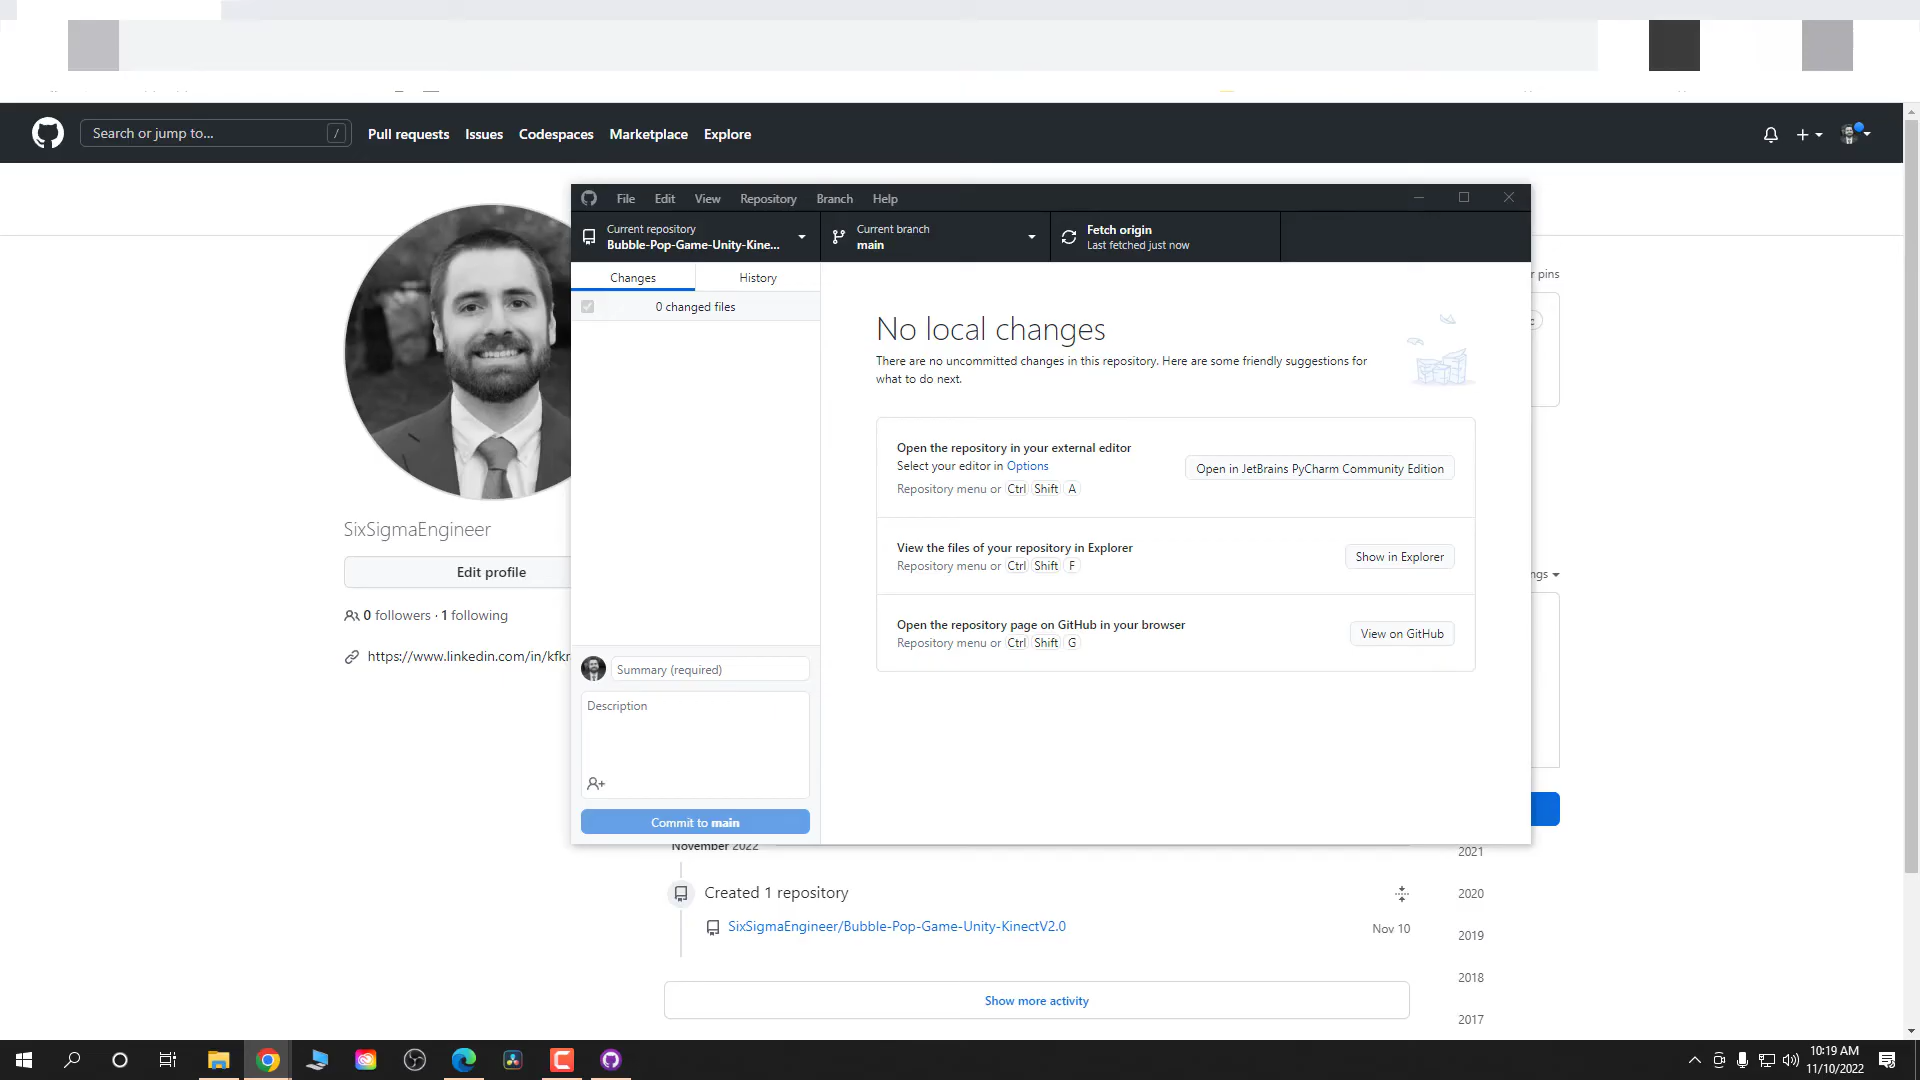 Search or jump to...
/
Pull requests
Issues
Codespaces
Marketplace
Explore
File
Edit
View
Repository
Branch
Help
Current repository
Bubble-Pop-Game-Unity-Kine...
Current branch
main
Fetch origin
Last fetched just now
Changes
History
0 changed files
No local changes
There are no uncommitted changes in this repository. Here are some friendly suggestions for
what to do next.
Open the repository in your external editor
Select your editor in Options
Repository menu or Ctrl Shift A
Open in JetBrains PyCharm Community Edition
View the files of your repository in Explorer
Repository menu or Ctrl Shift F
Show in Explorer
Open the repository page on GitHub in your browser
Repository menu or Ctrl Shift G
View on GitHub
Summary (required)
Description
Commit to main
r pins
ngs
SixSigmaEngineer
Edit profile
0 followers · 1 following
https://www.linkedin.com/in/kfkr
November 2022
Created 1 repository
SixSigmaEngineer/Bubble-Pop-Game-Unity-KinectV2.0
Nov 10
Show more activity
2021
2020
2019
2018
2017
10:19 AM
11/10/2022